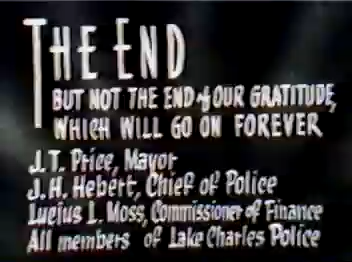 THE END
BUT NOT THE END of OUR GRATITUDE,
WHICH WILL GO ON FOREVER
J. T. Price, Mayor
J. H. Hebert, Chief of Police
Lucius L. Moss, Commissioner of Finance
All members of Lake Charles Police